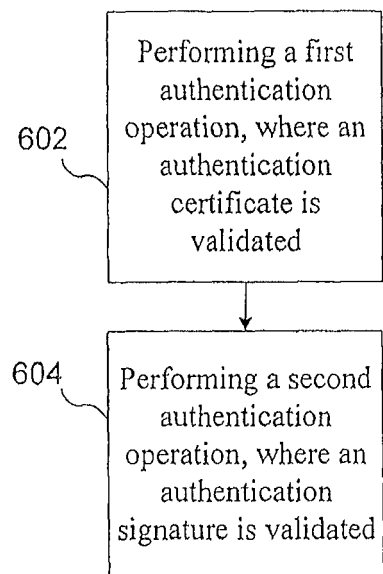 Performing a first
authentication
operation, where an
authentication
certificate is
validated
602
Performing a second
authentication
operation, where an
authentication
signature is validated
604